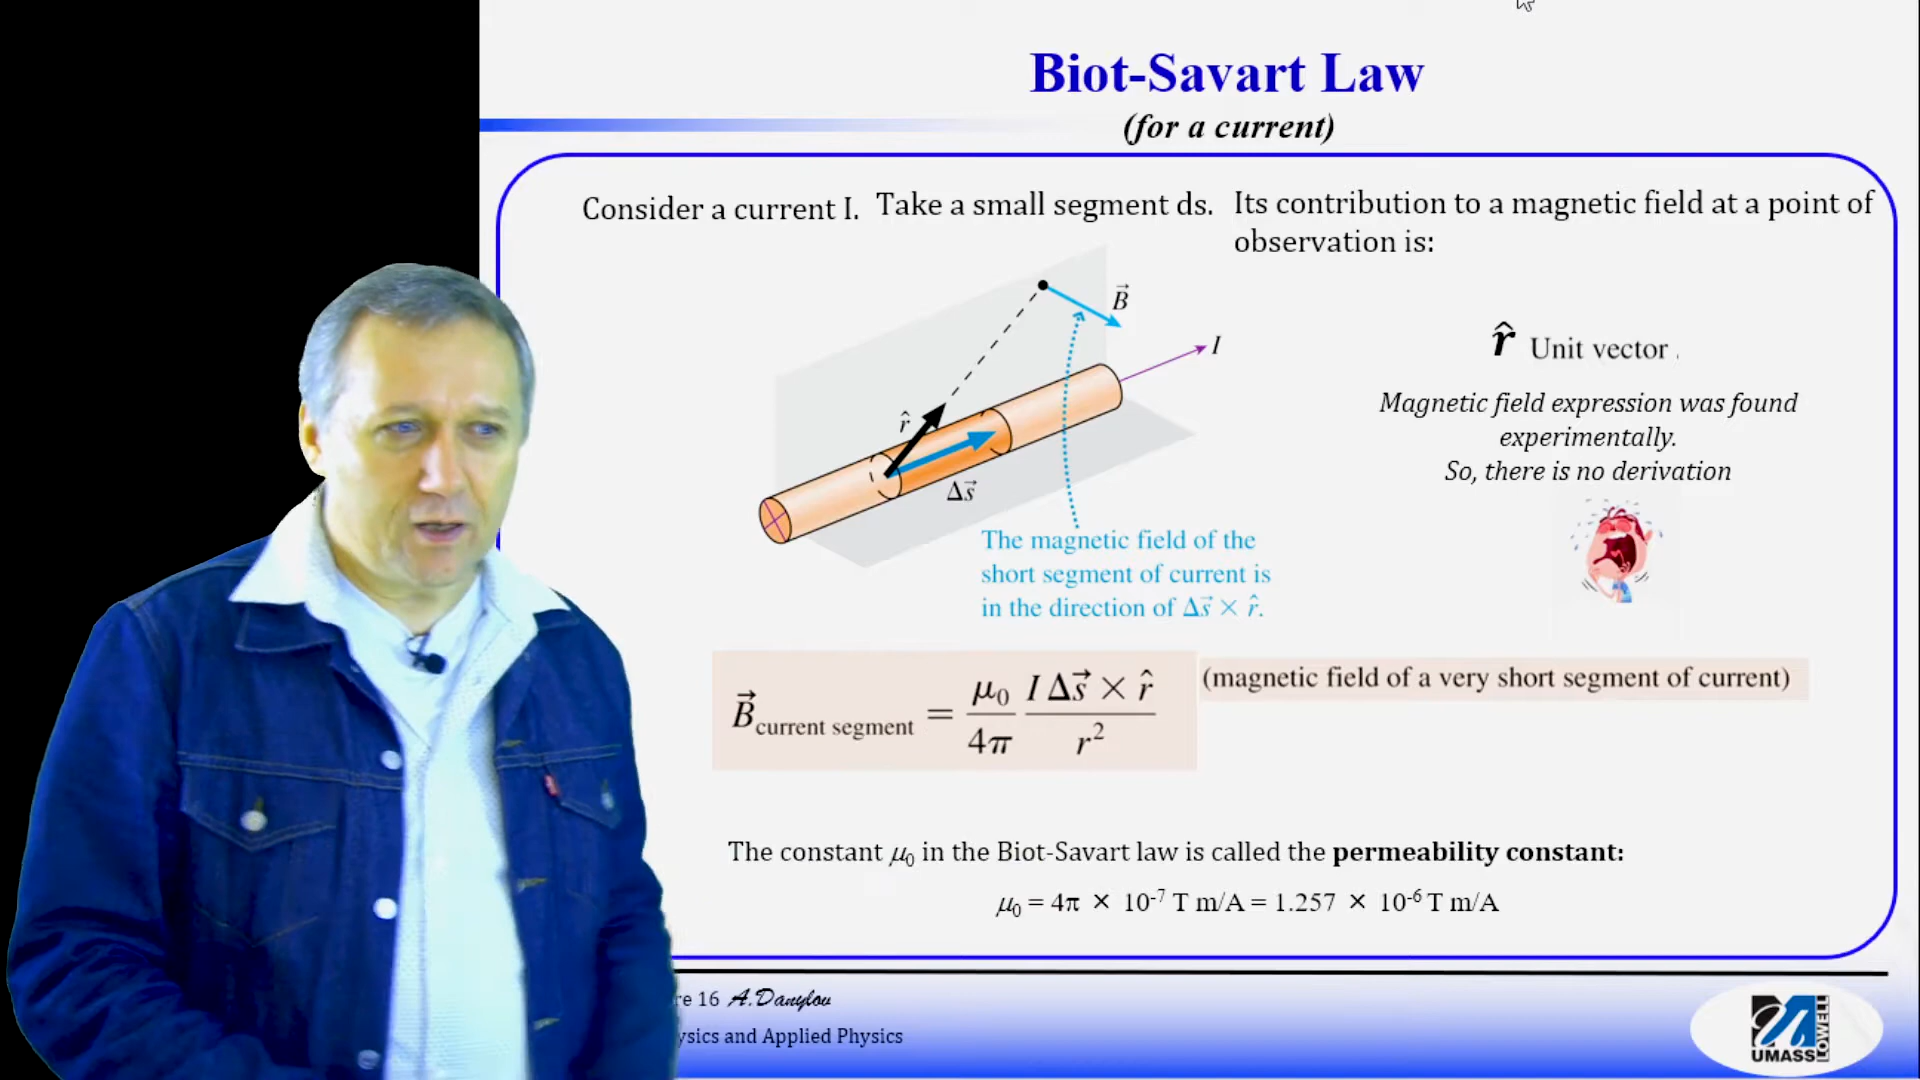 Biot-Savart Law
(for a current)
Consider a current I. Take a small segment ds. Its contribution to a magnetic field at a point of
observation is:
B⃗
I
r̂
Δs⃗
r̂ Unit vector .
Magnetic field expression was found
experimentally.
So, there is no derivation
The magnetic field of the
short segment of current is
in the direction of Δs⃗ × r̂.
B⃗ current segment = μ₀/4π I Δs⃗ × r̂ / r²
(magnetic field of a very short segment of current)
The constant μ₀ in the Biot-Savart law is called the permeability constant:
μ₀ = 4π × 10⁻⁷ T m/A = 1.257 × 10⁻⁶ T m/A
re 16 A.Danylov
ysics and Applied Physics
UMASS
LOWELL